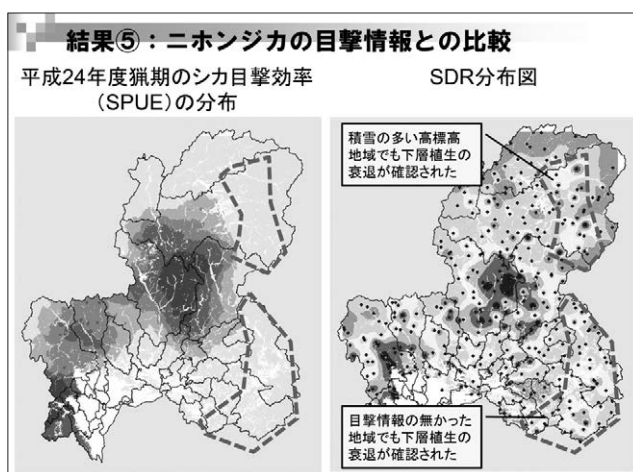 結果⑤：ニホンジカの目撃情報との比較
平成24年度猟期のシカ目撃効率
（SPUE）の分布
SDR分布図
積雪の多い高標高
地域でも下層植生の
衰退が確認された
目撃情報の無かった
地域でも下層植生の
衰退が確認された